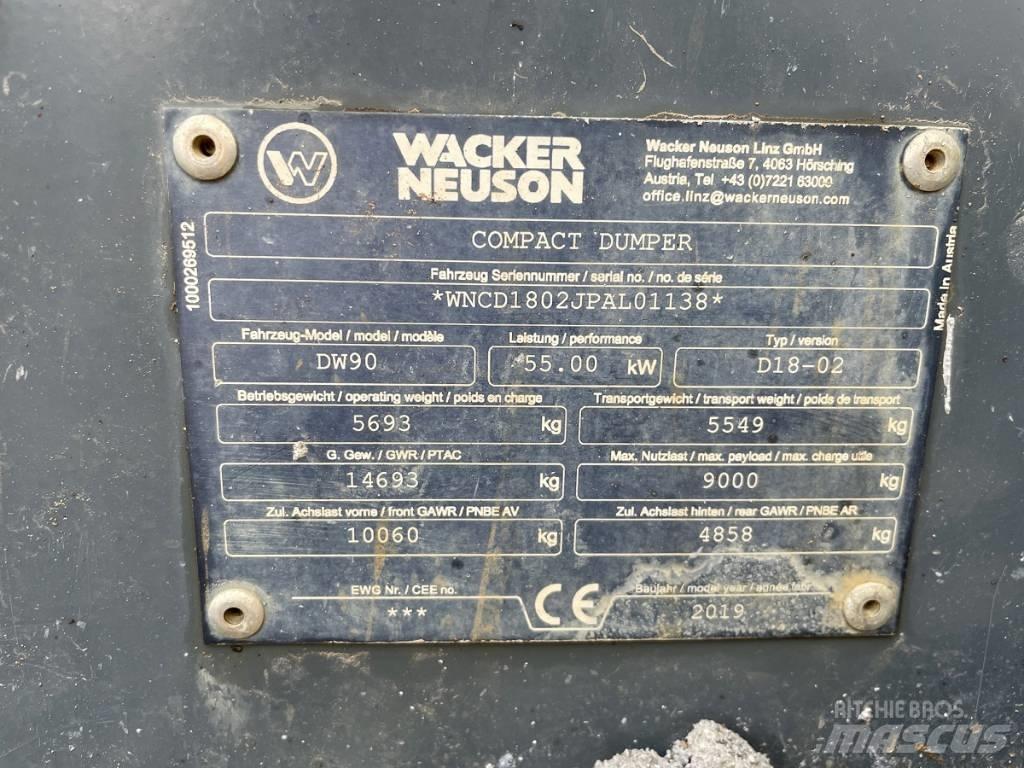 W
WACKER
NEUSON
Wacker Neuson Linz GmbH
Flughafenstraße 7, 4063 Hörsching
Austria, Tel +43 (0)7221 63000
office.linz@wackerneuson.com
1000269512
Made in Austria
COMPACT DUMPER
Fahrzeug Seriennummer / serial no. / no. de série
*WNCD1802JPAL01138*
Fahrzeug-Model / model / modèle
Leistung / performance
Typ / version
DW90
55.00 kW
D18-02
Betriebsgewicht / operating weight / poids en charge
Transportgewicht / transport weight / poids de transport
5693 kg
5549 kg
G. Gew. / GWR / PTAC
Max. Nutzlast / max. payload / max. charge utile
14693 kg
9000 kg
Zul. Achslast vorne / front GAWR / PNBE AV
Zul. Achslast hinten / rear GAWR / PNBE AR
10060 kg
4858 kg
EWG Nr. / CEE no.
***
CE
Baujahr / model year / année fabr.
2019
RITCHIE BROS.
MASCUS